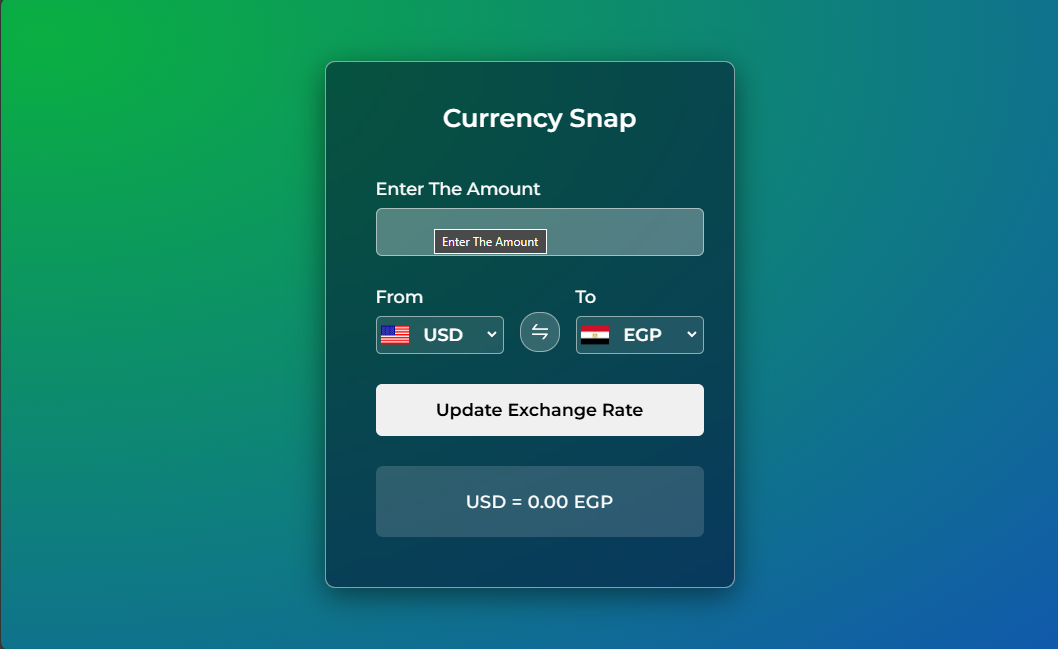 Currency Snap
Enter The Amount
Enter The Amount
From To
USD EGP
Update Exchange Rate
USD = 0.00 EGP